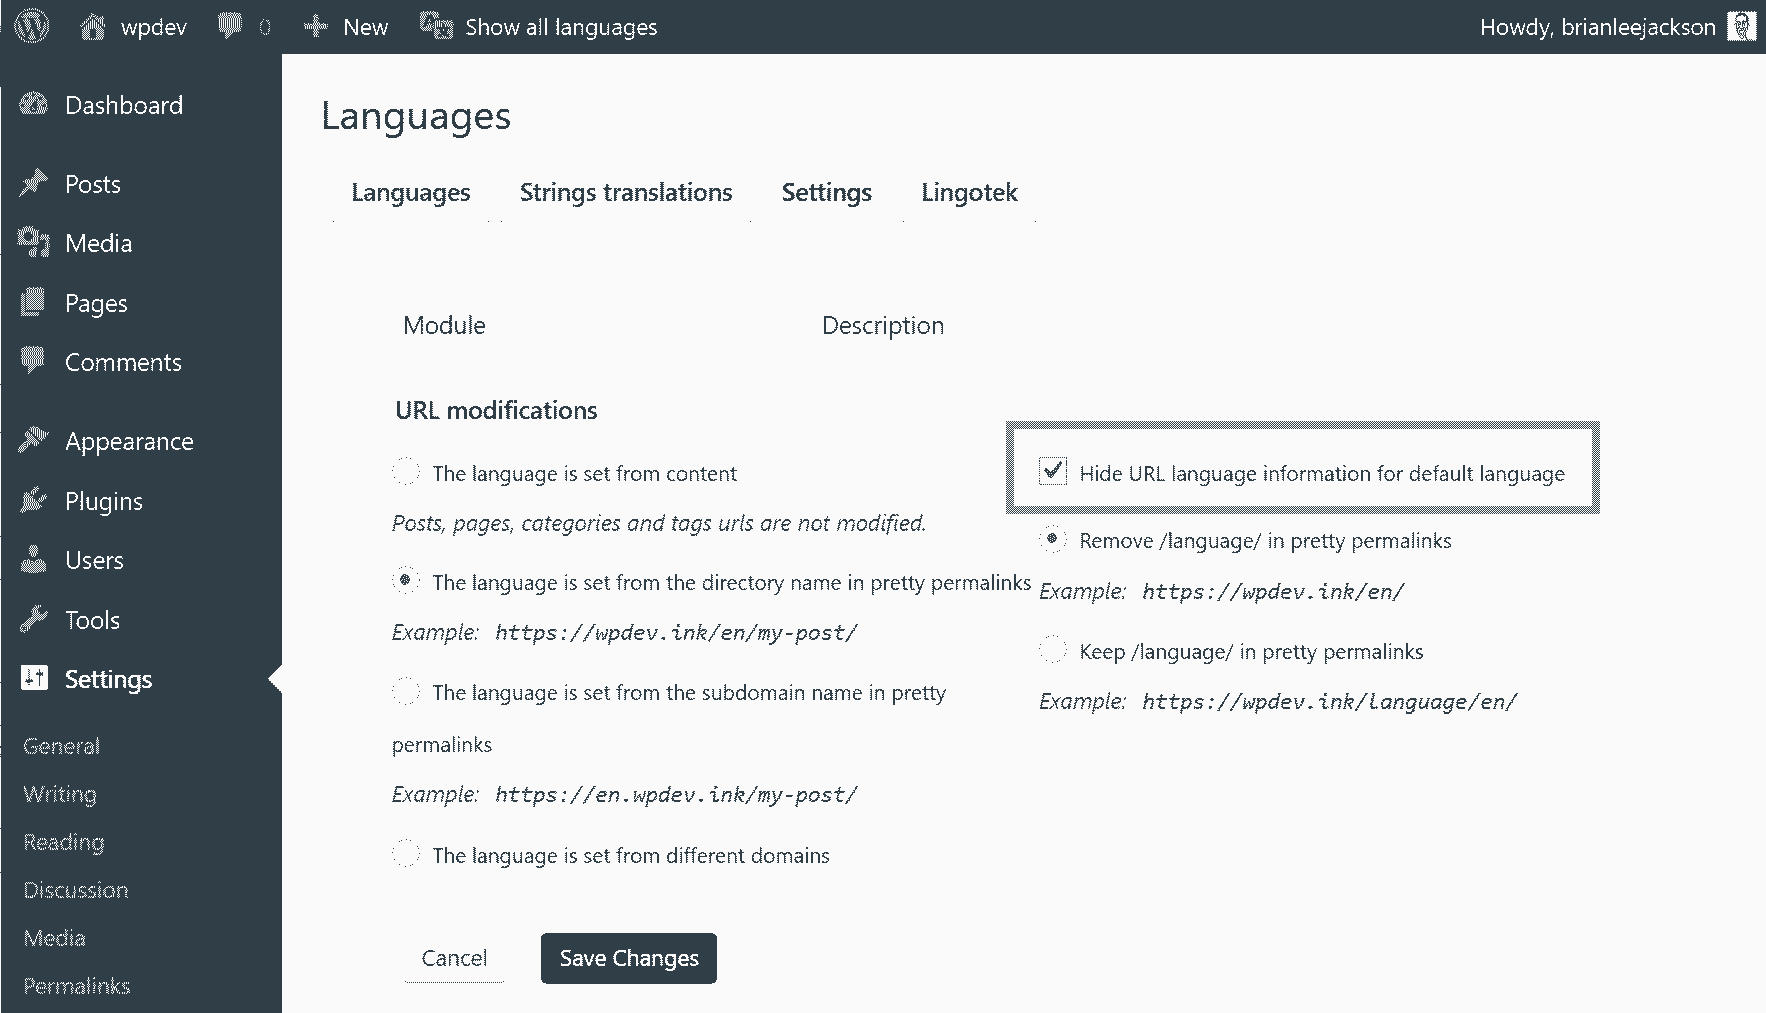 wpdev 0 New Show all languages Howdy, brianleejackson
Dashboard
Posts
Media
Pages
Comments
Appearance
Plugins
Users
Tools
Settings
General
Writing
Reading
Discussion
Media
Permalinks
Languages
Languages Strings translations Settings Lingotek
Module Description
URL modifications
The language is set from content
Posts, pages, categories and tags urls are not modified.
The language is set from the directory name in pretty permalinks
Example: https://wpdev.ink/en/my-post/
The language is set from the subdomain name in pretty
permalinks
Example: https://en.wpdev.ink/my-post/
The language is set from different domains
Hide URL language information for default language
Remove /language/ in pretty permalinks
Example: https://wpdev.ink/en/
Keep /language/ in pretty permalinks
Example: https://wpdev.ink/language/en/
Cancel Save Changes